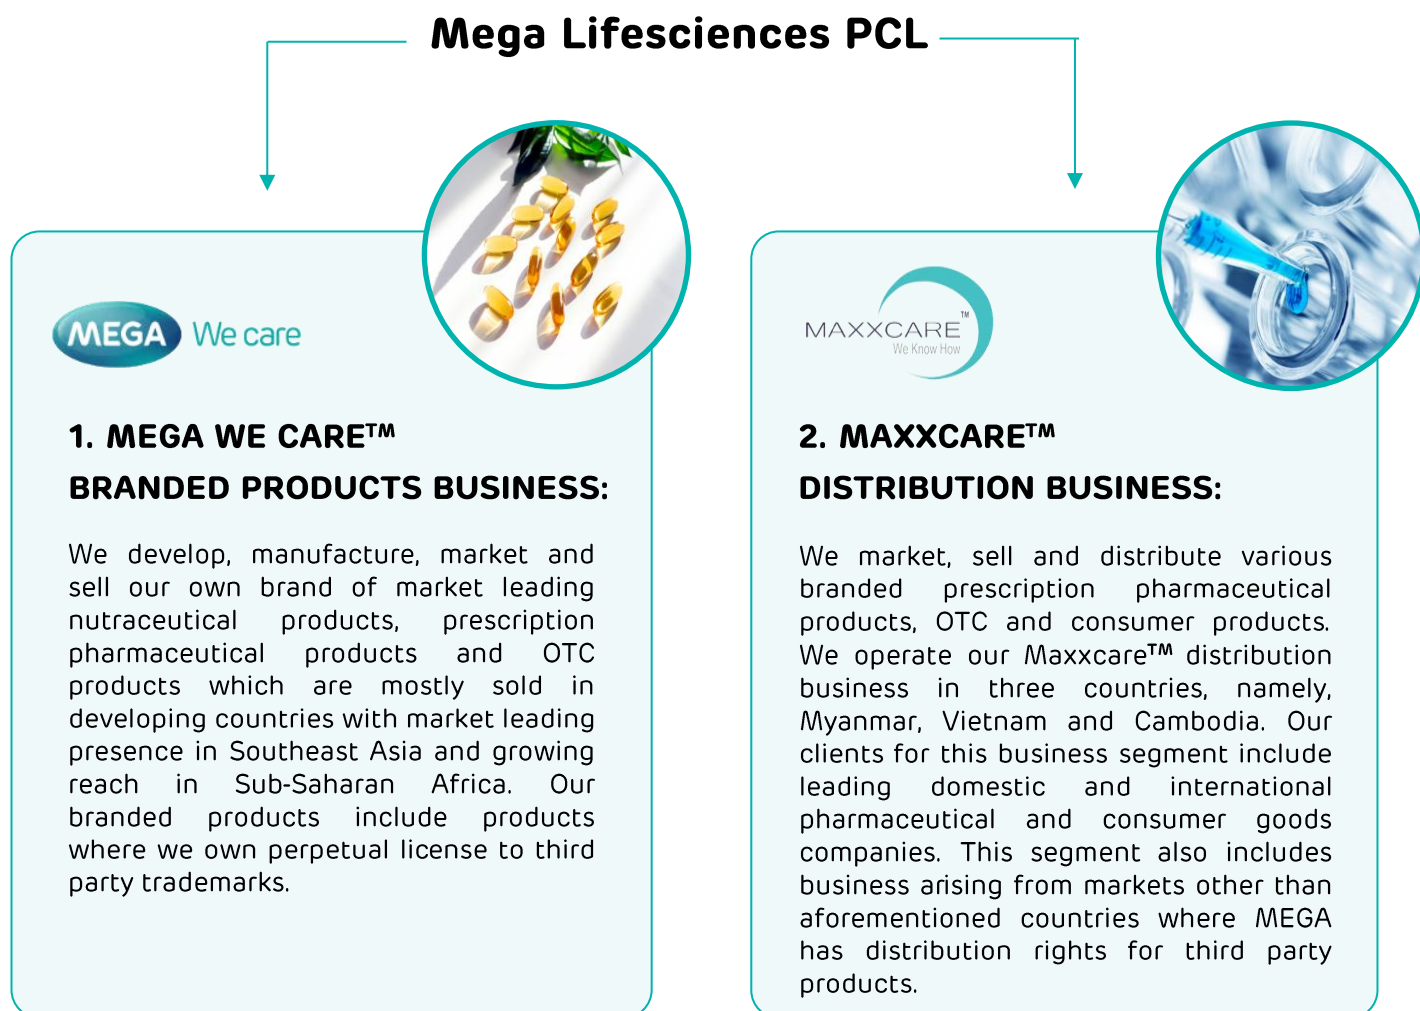 Mega Lifesciences PCL
MEGA We care
1. MEGA WE CARE™
BRANDED PRODUCTS BUSINESS:
We develop, manufacture, market and
sell our own brand of market leading
nutraceutical products, prescription
pharmaceutical products and OTC
products which are mostly sold in
developing countries with market leading
presence in Southeast Asia and growing
reach in Sub-Saharan Africa. Our
branded products include products
where we own perpetual license to third
party trademarks.
MAXXCARE™
We Know How
2. MAXXCARE™
DISTRIBUTION BUSINESS:
We market, sell and distribute various
branded prescription pharmaceutical
products, OTC and consumer products.
We operate our Maxxcare™ distribution
business in three countries, namely,
Myanmar, Vietnam and Cambodia. Our
clients for this business segment include
leading domestic and international
pharmaceutical and consumer goods
companies. This segment also includes
business arising from markets other than
aforementioned countries where MEGA
has distribution rights for third party
products.